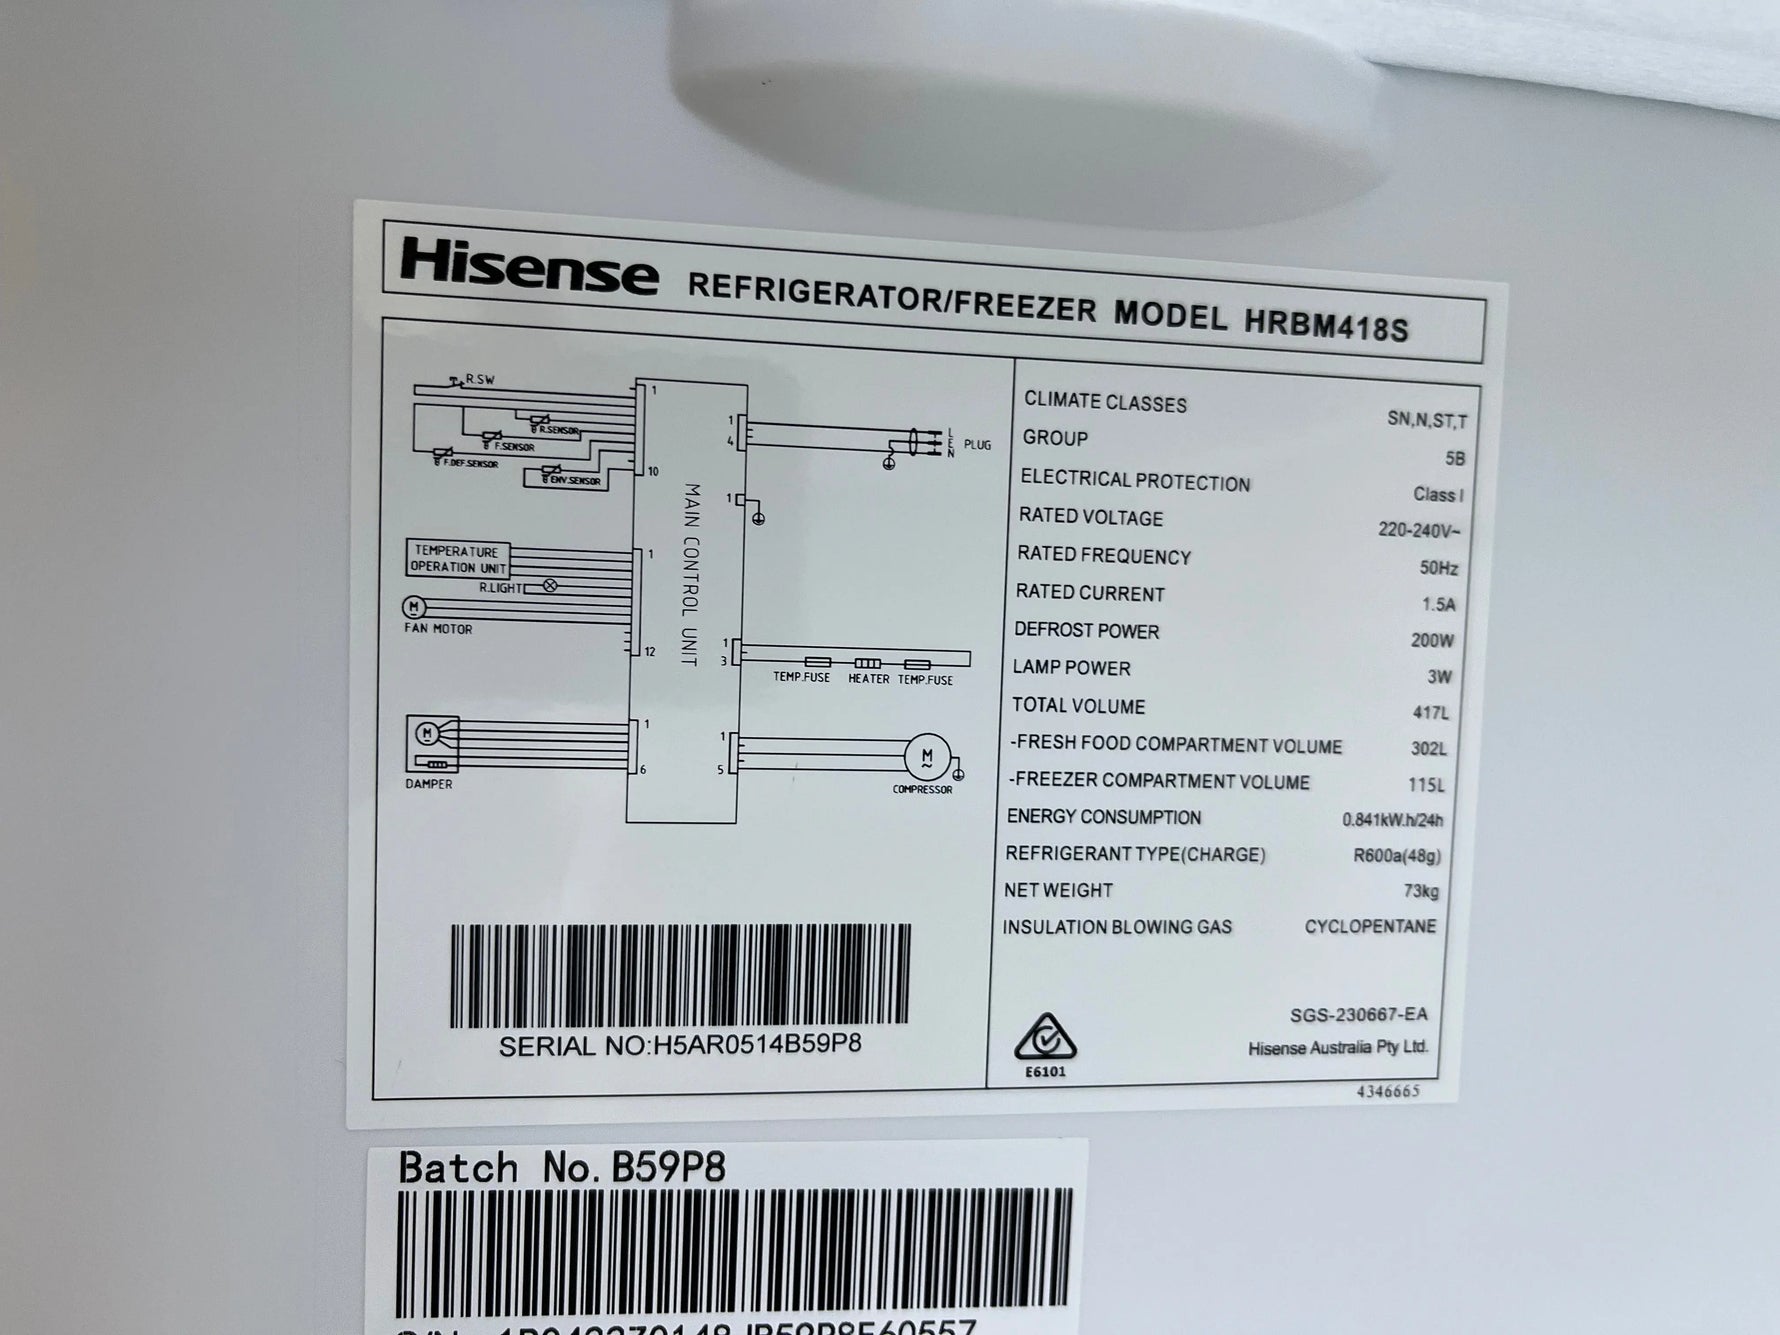 Hisense REFRIGERATOR/FREEZER MODEL HRBM418S
R.SW
R.SENSOR
F.SENSOR
F.DEF.SENSOR
ENV.SENSOR
1
10
TEMPERATURE
OPERATION UNIT
R.LIGHT
FAN MOTOR
M
1
12
M
DAMPER
1
6
MAIN CONTROL UNIT
1
4
L
E
N
PLUG
1
1
3
TEMP.FUSE HEATER TEMP.FUSE
1
5
M
~
COMPRESSOR
SERIAL NO:H5AR0514B59P8
CLIMATE CLASSES SN,N,ST,T
GROUP 5B
ELECTRICAL PROTECTION Class I
RATED VOLTAGE 220-240V~
RATED FREQUENCY 50Hz
RATED CURRENT 1.5A
DEFROST POWER 200W
LAMP POWER 3W
TOTAL VOLUME 417L
-FRESH FOOD COMPARTMENT VOLUME 302L
-FREEZER COMPARTMENT VOLUME 115L
ENERGY CONSUMPTION 0.841kW.h/24h
REFRIGERANT TYPE(CHARGE) R600a(48g)
NET WEIGHT 73kg
INSULATION BLOWING GAS CYCLOPENTANE
SGS-230667-EA
Hisense Australia Pty Ltd.
E6101
4346665
Batch No. B59P8